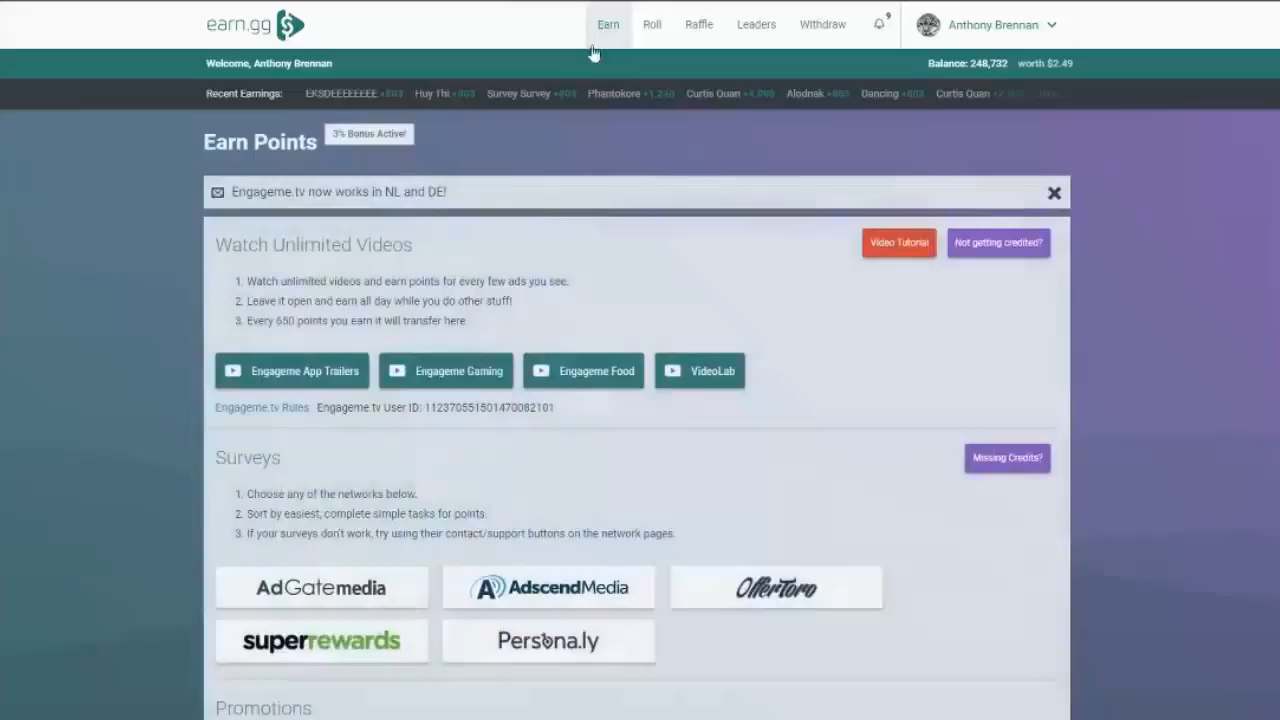 earn.gg
Earn Roll Raffle Leaders Withdraw 9 Anthony Brennan
Welcome, Anthony Brennan Balance: 248,732 worth $2.49
Recent Earnings: EKSDEEEEEEEE +803 Huy Thi +803 Survey Survey +803 Phantokore Curtis Quan Alodnak +803 Dancing +803 Curtis Quan
Earn Points 3% Bonus Active!
Engageme.tv now works in NL and DE!
Watch Unlimited Videos Video Tutorial Not getting credited?
1. Watch unlimited videos and earn points for every few ads you see.
2. Leave it open and earn all day while you do other stuff!
3. Every 650 points you earn it will transfer here
Engageme App Trailers Engageme Gaming Engageme Food VideoLab
Engageme.tv Rules Engageme.tv User ID: 112370551501470082101
Surveys Missing Credits?
1. Choose any of the networks below.
2. Sort by easiest, complete simple tasks for points.
3. If your surveys don't work, try using their contact/support buttons on the network pages.
AdGatemedia AdscendMedia OfferToro
superrewards Persona.ly
Promotions